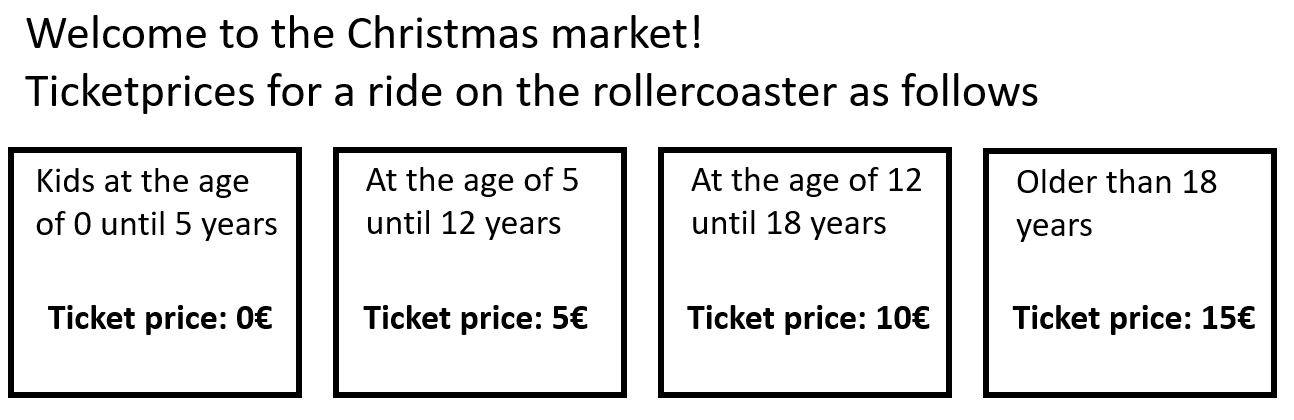 Welcome to the Christmas market!
Ticketprices for a ride on the rollercoaster as follows
Kids at the age
of 0 until 5 years
Ticket price: 0€
At the age of 5
until 12 years
Ticket price: 5€
At the age of 12
until 18 years
Ticket price: 10€
Older than 18
years
Ticket price: 15€